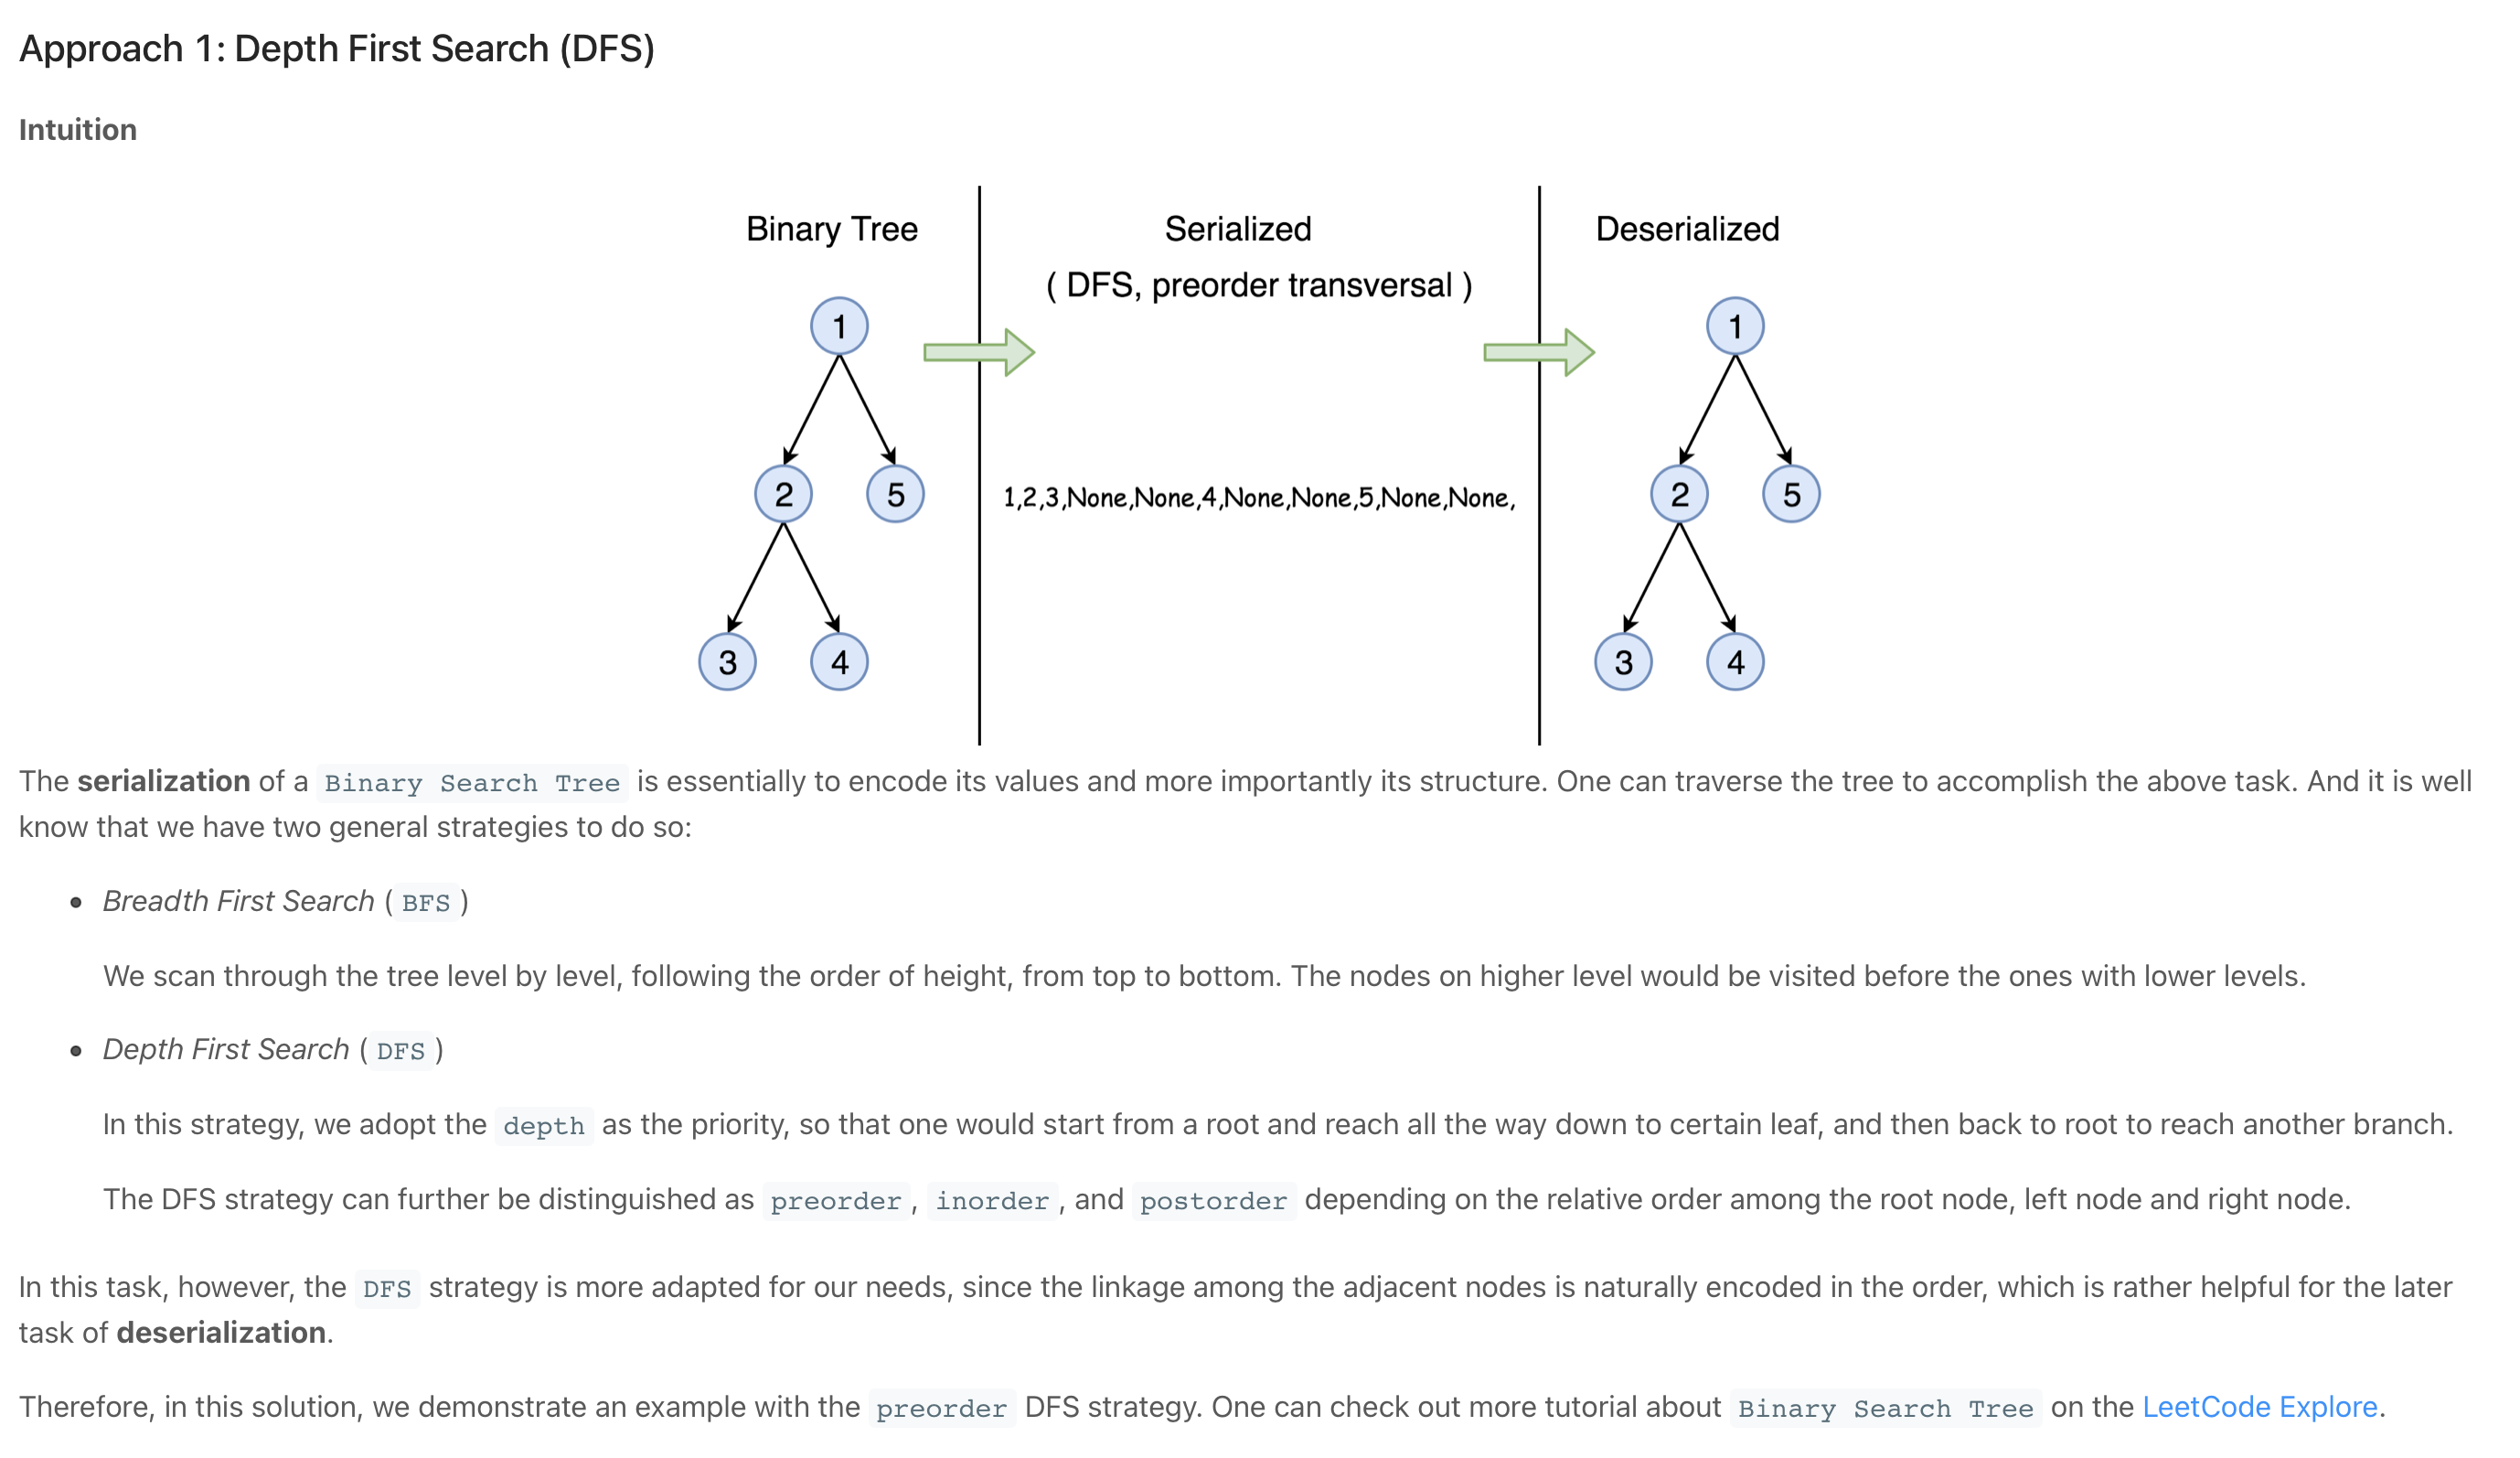 Approach 1: Depth First Search (DFS)
Intuition
Binary Tree
Serialized
Deserialized
( DFS, preorder transversal )
1
1
2
5
1,2,3,None,None,4,None,None,5,None,None,
2
5
3
4
3
4
The serialization of a Binary Search Tree is essentially to encode its values and more importantly its structure. One can traverse the tree to accomplish the above task. And it is well
know that we have two general strategies to do so:
• Breadth First Search ( BFS )
We scan through the tree level by level, following the order of height, from top to bottom. The nodes on higher level would be visited before the ones with lower levels.
• Depth First Search ( DFS )
In this strategy, we adopt the depth as the priority, so that one would start from a root and reach all the way down to certain leaf, and then back to root to reach another branch.
The DFS strategy can further be distinguished as preorder , inorder , and postorder depending on the relative order among the root node, left node and right node.
In this task, however, the DFS strategy is more adapted for our needs, since the linkage among the adjacent nodes is naturally encoded in the order, which is rather helpful for the later
task of deserialization.
Therefore, in this solution, we demonstrate an example with the preorder DFS strategy. One can check out more tutorial about Binary Search Tree on the LeetCode Explore.